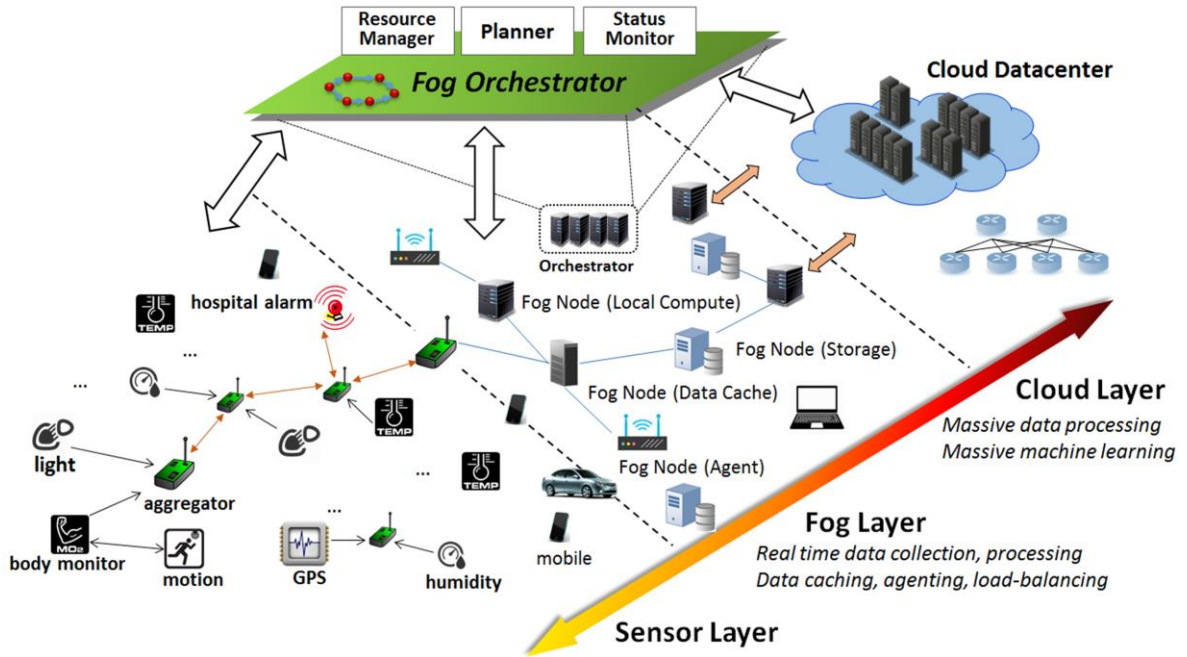 Resource
Manager
Planner
Status
Monitor
Fog Orchestrator
Cloud Datacenter
Orchestrator
hospital alarm
Fog Node (Local Compute)
TEMP
...
Fog Node (Storage)
...
Fog Node (Data Cache)
Cloud Layer
Massive data processing
Massive machine learning
TEMP
light
...
TEMP
Fog Node (Agent)
aggregator
...
MO2
body monitor
motion
GPS
humidity
mobile
Fog Layer
Real time data collection, processing
Data caching, agenting, load-balancing
Sensor Layer